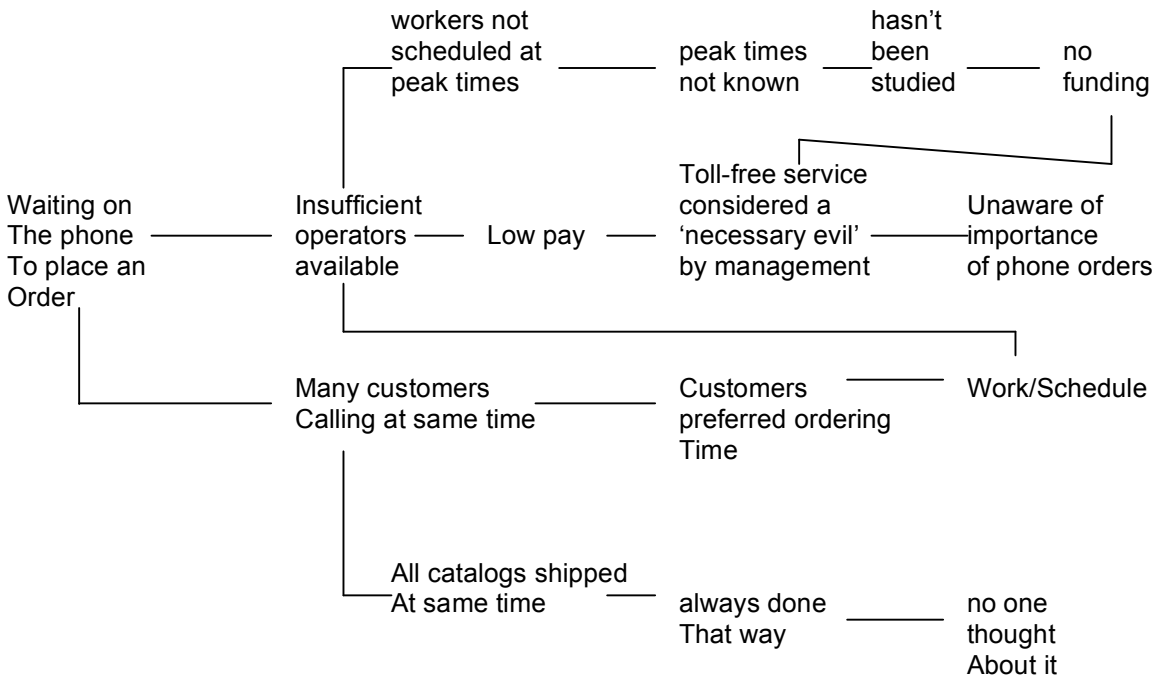 workers not
scheduled at
peak times
peak times
not known
hasn't
been
studied
no
funding
Waiting on
The phone
To place an
Order
Insufficient
operators
available
Low pay
Toll-free service
considered a
‘necessary evil’
by management
Unaware of
importance
of phone orders
Many customers
Calling at same time
Customers
preferred ordering
Time
Work/Schedule
All catalogs shipped
At same time
always done
That way
no one
thought
About it